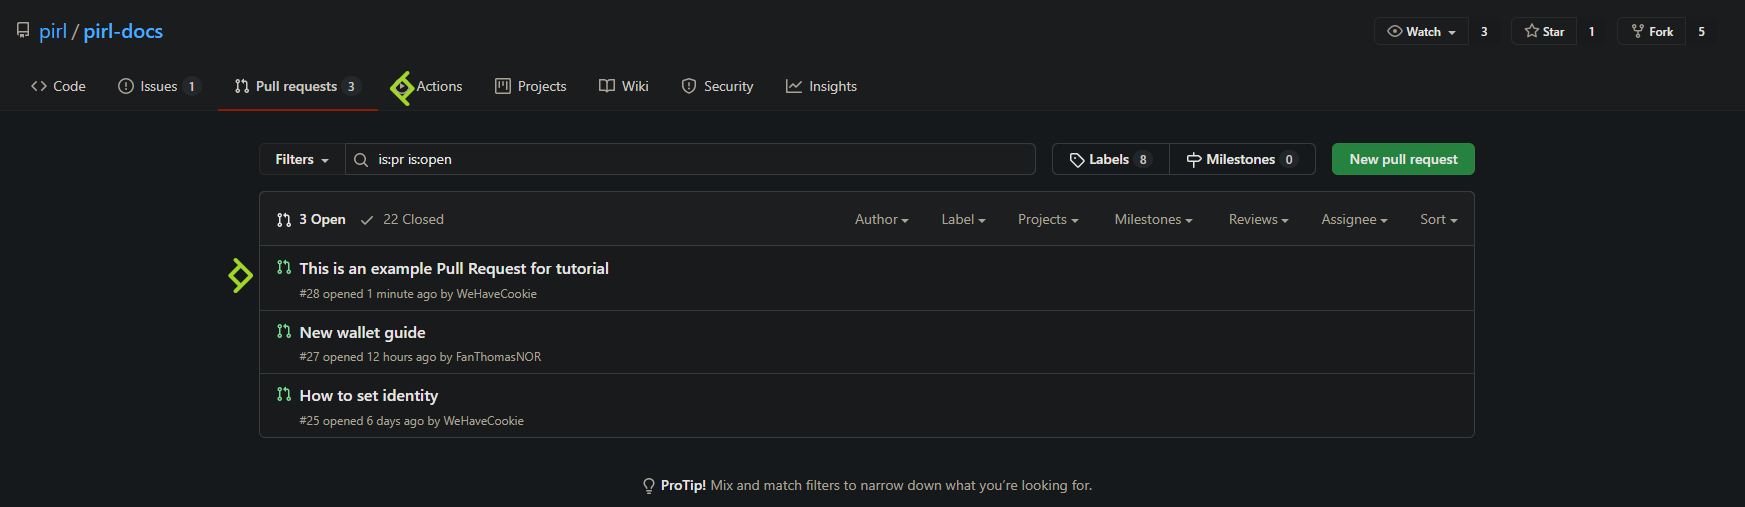 pirl / pirl-docs Watch 3 Star 1 Fork 5
Code Issues 1 Pull requests 3 Actions Projects Wiki Security Insights
Filters is:pr is:open Labels 8 Milestones 0 New pull request
3 Open 22 Closed Author Label Projects Milestones Reviews Assignee Sort
This is an example Pull Request for tutorial
#28 opened 1 minute ago by WeHaveCookie
New wallet guide
#27 opened 12 hours ago by FanThomasNOR
How to set identity
#25 opened 6 days ago by WeHaveCookie
ProTip! Mix and match filters to narrow down what you’re looking for.